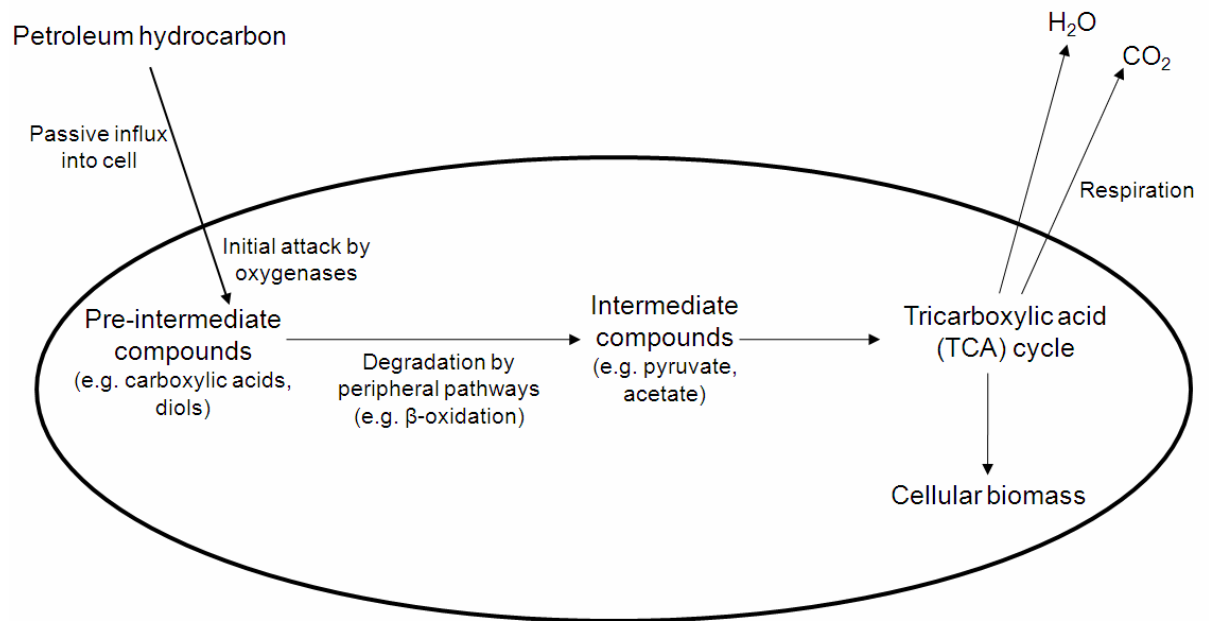 Petroleum hydrocarbon
H₂O
CO₂
Passive influx
into cell
Respiration
Initial attack by
oxygenases
Pre-intermediate
compounds
(e.g. carboxylic acids,
diols)
Degradation by
peripheral pathways
(e.g. β-oxidation)
Intermediate
compounds
(e.g. pyruvate,
acetate)
Tricarboxylic acid
(TCA) cycle
Cellular biomass